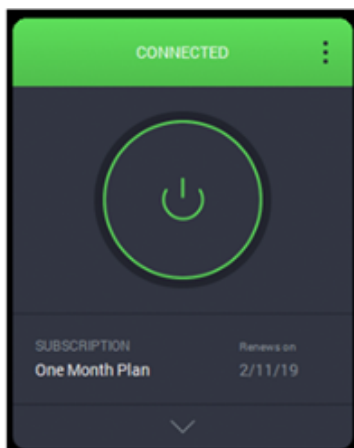 CONNECTED
SUBSCRIPTION
Renews on
One Month Plan
2/11/19